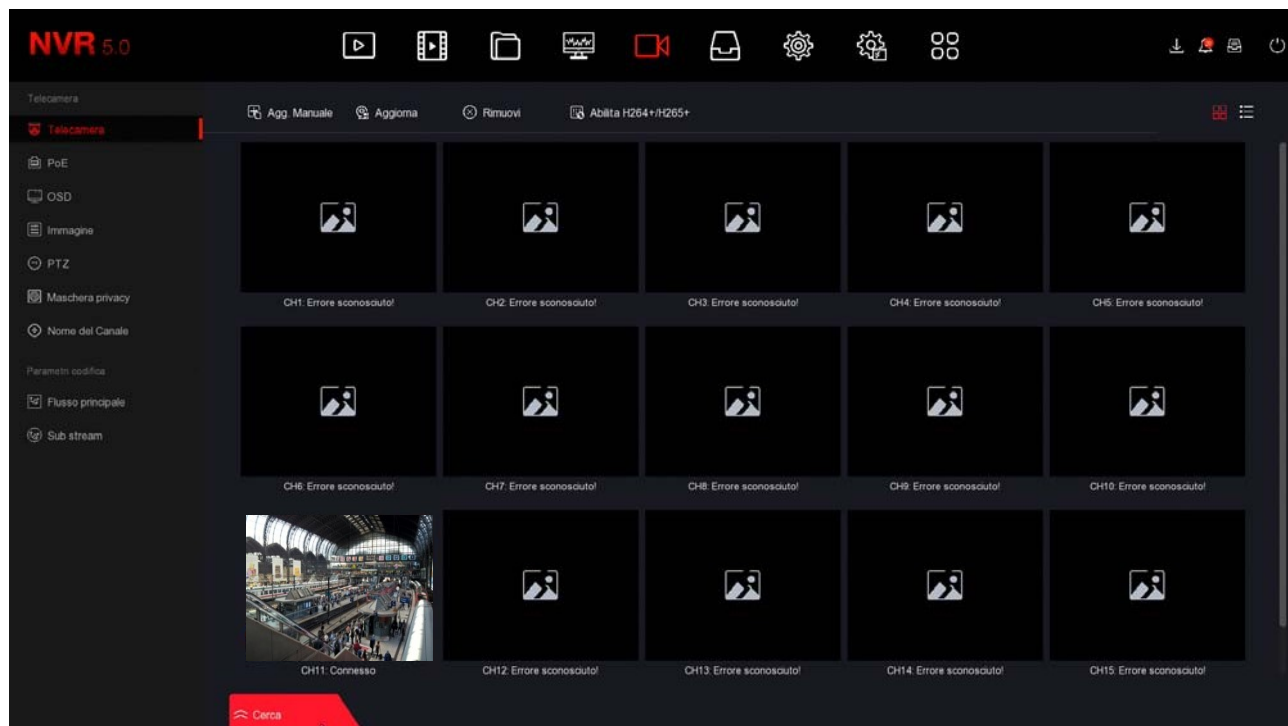 NVR 5.0
Telecamera
Telecamera
PoE
OSD
Immagine
PTZ
Maschera privacy
Nome del Canale
Parametri codifica
Flusso principale
Sub stream
Agg. Manuale Aggiorna Rimuovi Abilita H264+/H265+
CH1: Errore sconosciuto! CH2: Errore sconosciuto! CH3: Errore sconosciuto! CH4: Errore sconosciuto! CH5: Errore sconosciuto!
CH6: Errore sconosciuto! CH7: Errore sconosciuto! CH8: Errore sconosciuto! CH9: Errore sconosciuto! CH10: Errore sconosciuto!
CH11: Connesso CH12: Errore sconosciuto! CH13: Errore sconosciuto! CH14: Errore sconosciuto! CH15: Errore sconosciuto!
Cerca